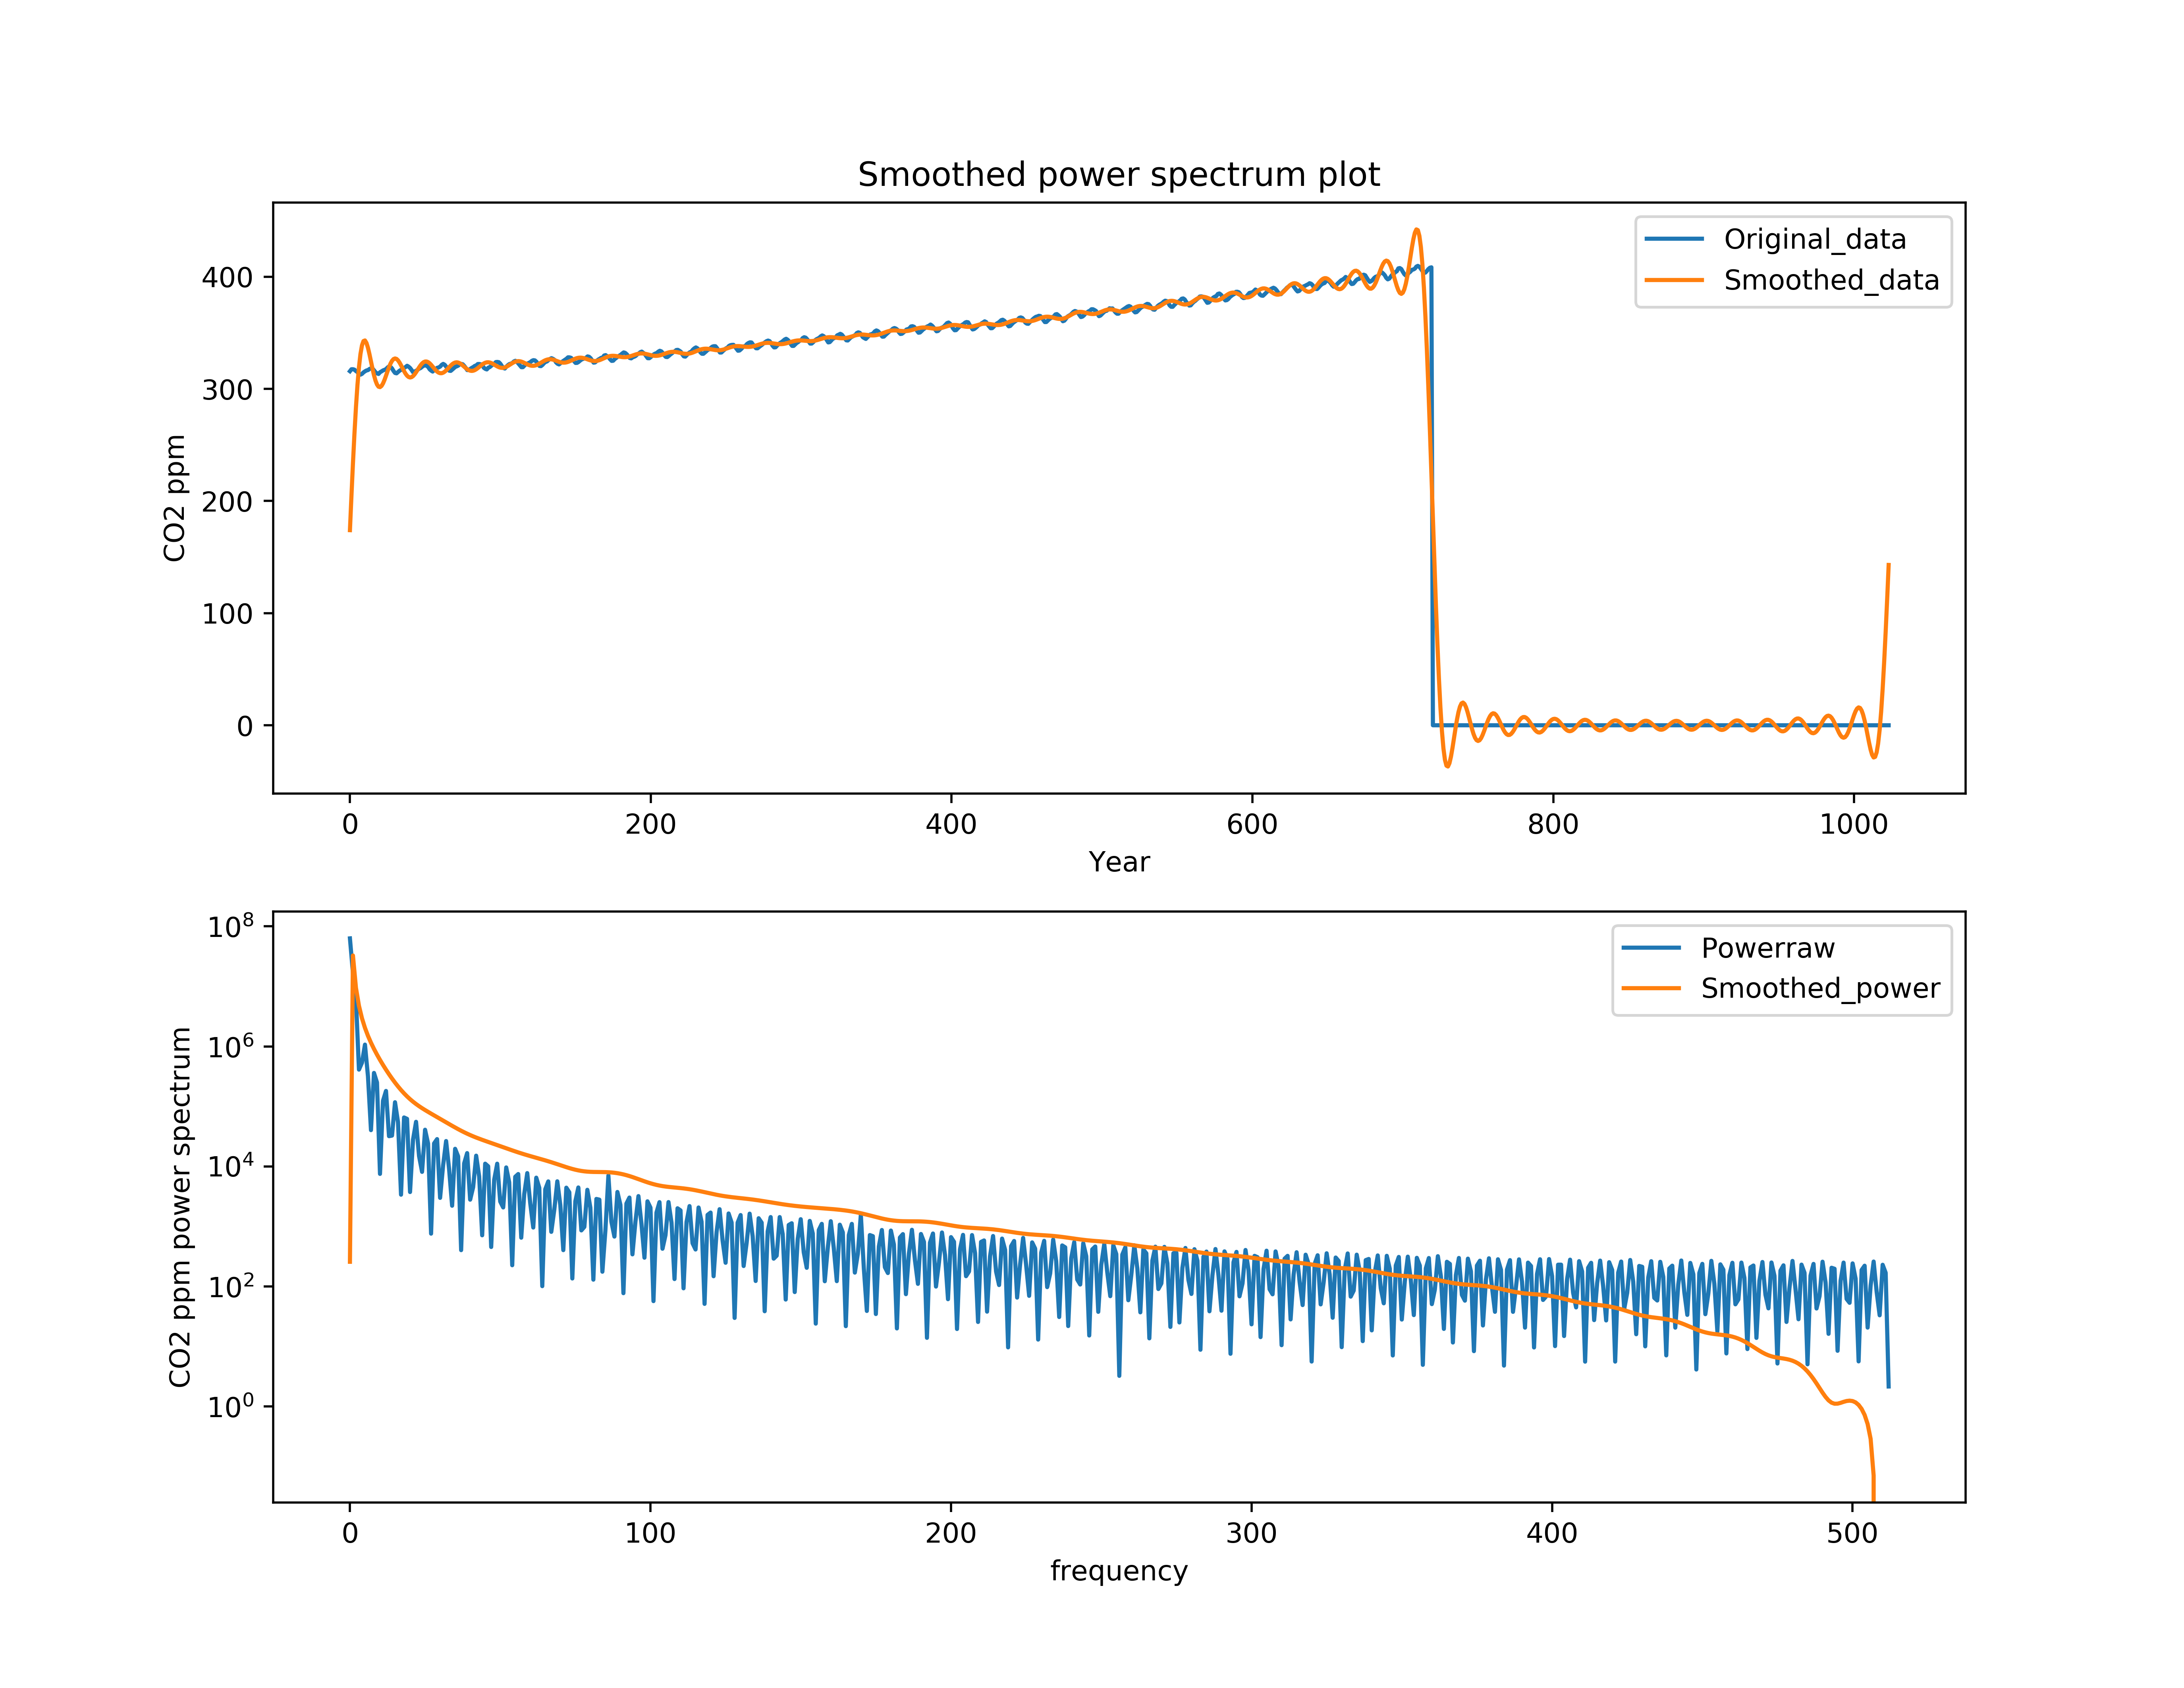 Smoothed power spectrum plot
Original_data
Smoothed_data
400
300
200
100
0
CO2 ppm
0 200 400 600 800 1000
Year
Powerraw
Smoothed_power
10^8
10^6
10^4
10^2
10^0
CO2 ppm power spectrum
0 100 200 300 400 500
frequency